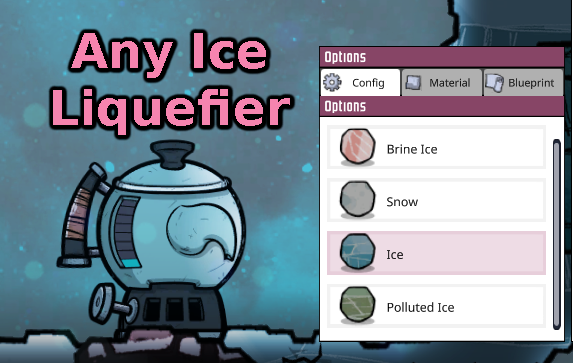 Any Ice
Liquefier
Options
Config
Material
Blueprint
Options
Brine Ice
Snow
Ice
Polluted Ice